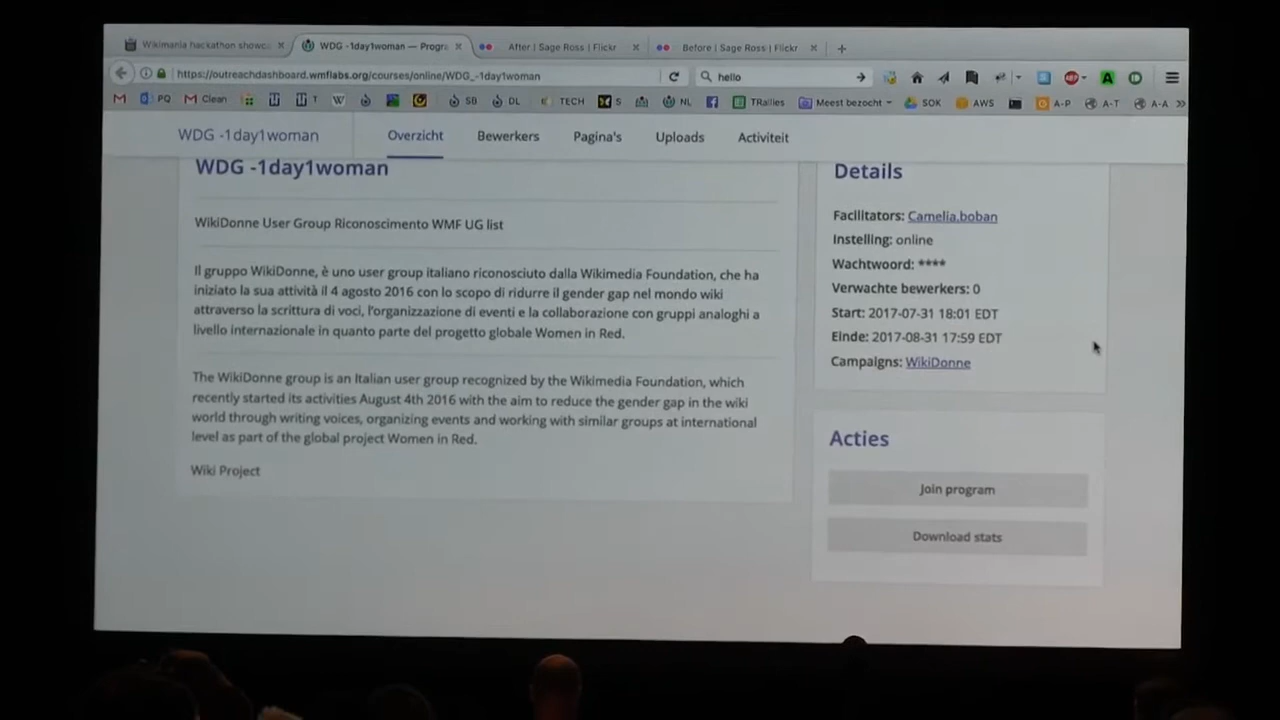 Wikimania hackathon showc
WDG -1day1woman — Progra
After | Sage Ross | Flickr
Before | Sage Ross | Flickr
https://outreachdashboard.wmflabs.org/courses/online/WDG_-1day1woman
hello
PQ
Clean
T
W
SB
DL
TECH
S
NL
TRailies
Meest bezocht
SOK
AWS
A-P
A-T
A-A
WDG -1day1woman
Overzicht
Bewerkers
Pagina's
Uploads
Activiteit
WDG -1day1woman
WikiDonne User Group Riconoscimento WMF UG list
Il gruppo WikiDonne, è uno user group italiano riconosciuto dalla Wikimedia Foundation, che ha
iniziato la sua attività il 4 agosto 2016 con lo scopo di ridurre il gender gap nel mondo wiki
attraverso la scrittura di voci, l'organizzazione di eventi e la collaborazione con gruppi analoghi a
livello internazionale in quanto parte del progetto globale Women in Red.
The WikiDonne group is an Italian user group recognized by the Wikimedia Foundation, which
recently started its activities August 4th 2016 with the aim to reduce the gender gap in the wiki
world through writing voices, organizing events and working with similar groups at international
level as part of the global project Women in Red.
Wiki Project
Details
Facilitators: Camelia.boban
Instelling: online
Wachtwoord: ****
Verwachte bewerkers: 0
Start: 2017-07-31 18:01 EDT
Einde: 2017-08-31 17:59 EDT
Campaigns: WikiDonne
Acties
Join program
Download stats